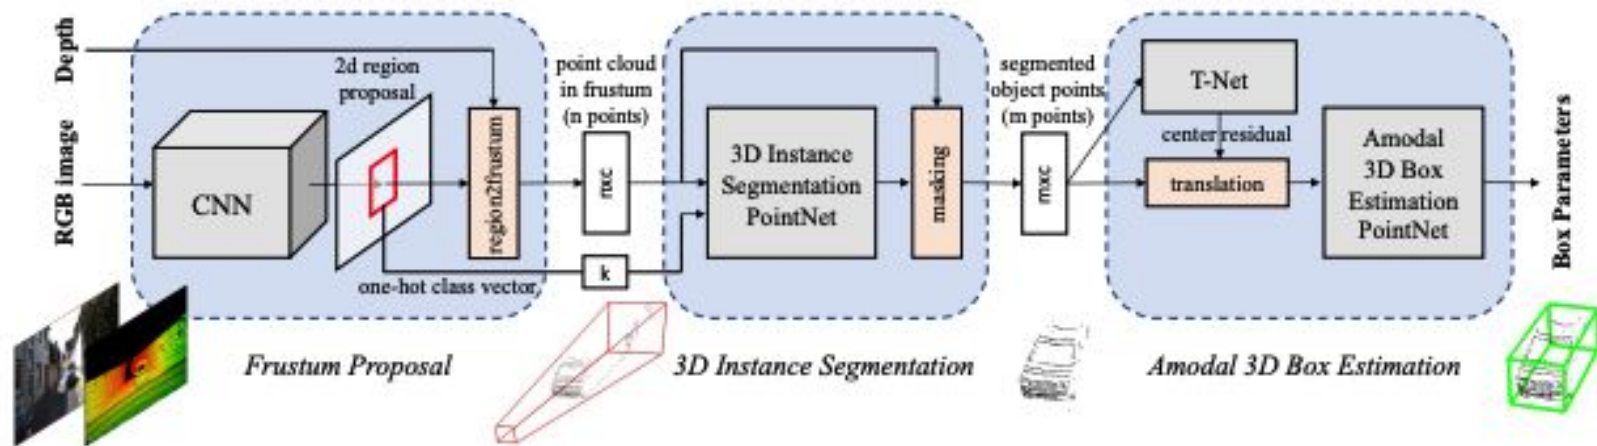 Depth
RGB image
CNN
2d region
proposal
region2frustum
one-hot class vector
point cloud
in frustum
(n points)
nxc
k
3D Instance
Segmentation
PointNet
masking
segmented
object points
(m points)
mxc
T-Net
center residual
translation
Amodal
3D Box
Estimation
PointNet
Box Parameters
Frustum Proposal
3D Instance Segmentation
Amodal 3D Box Estimation